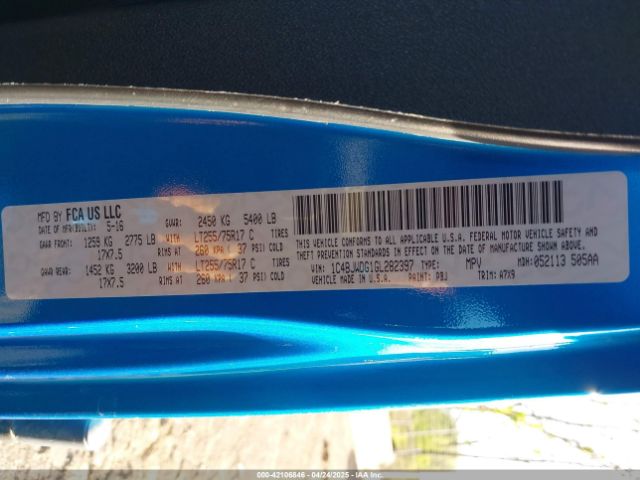 MFD BY FCA US LLC
DATE OF MFR(BUILT): 5-16 GVWR: 2450 KG 5400 LB
GAWR FRONT: 1259 KG 2775 LB WITH LT255/75R17 C TIRES
17X7.5 RIMS AT 260 KPA / 37 PSI COLD
GAWR REAR: 1452 KG 3200 LB WITH LT255/75R17 C TIRES
17X7.5 RIMS AT 260 KPA / 37 PSI COLD
THIS VEHICLE CONFORMS TO ALL APPLICABLE U.S.A. FEDERAL MOTOR VEHICLE SAFETY AND
THEFT PREVENTION STANDARDS IN EFFECT ON THE DATE OF MANUFACTURE SHOWN ABOVE.
VIN: 1C4BJWDG1GL282397 TYPE: MPV MDH: 052113 505AA
VEHICLE MADE IN U.S.A. PAINT: PBJ TRIM: A7X9
000-42106846 - 04/24/2025 - IAAI.com